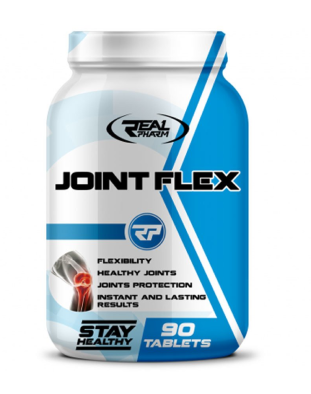 REAL
PHARM
JOINT FLEX
RP
FLEXIBILITY
HEALTHY JOINTS
JOINTS PROTECTION
INSTANT AND LASTING
RESULTS
STAY
HEALTHY
90
TABLETS